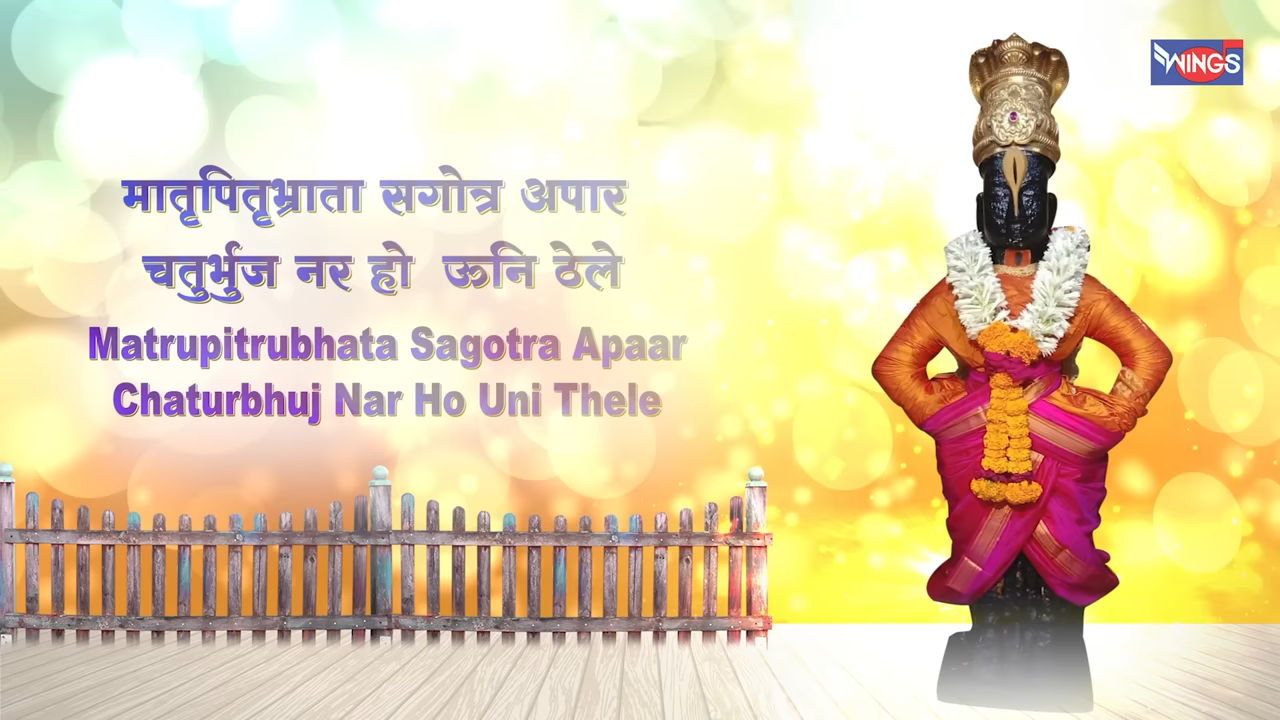 WINGS
मातृपितृभ्राता सगोत्र अपार
चतुर्भुज नर हो ऊनि ठेले
Matrupitrubhata Sagotra Apaar
Chaturbhuj Nar Ho Uni Thele